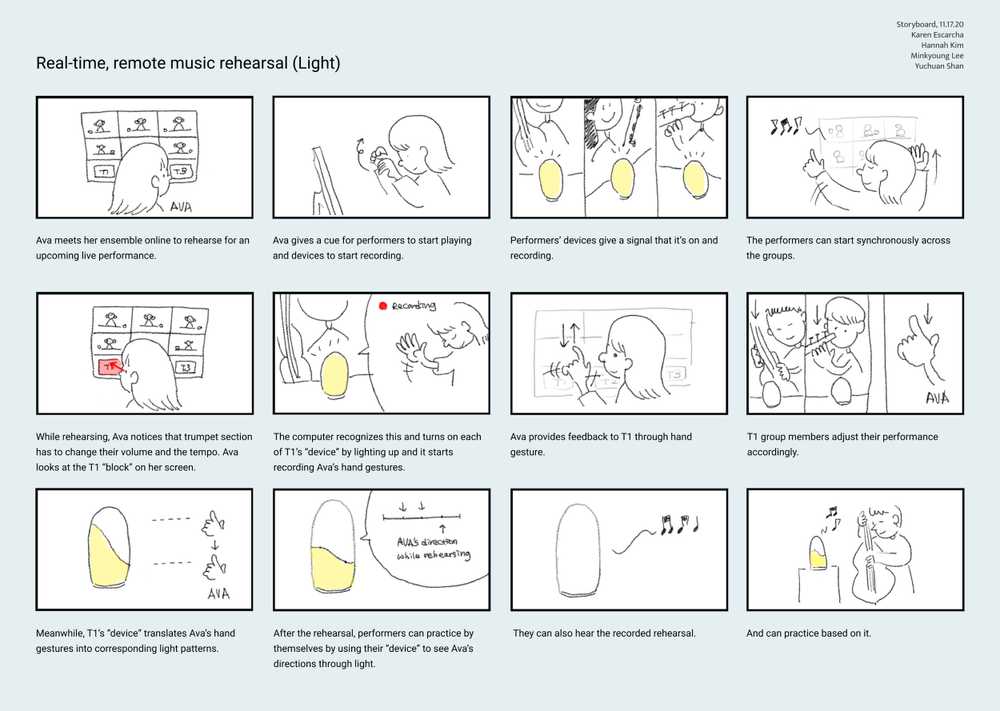 Storyboard, 11.17.20
Karen Escarcha
Hannah Kim
Minkyoung Lee
Yuchuan Shan
Real-time, remote music rehearsal (Light)
T1
T3
AVA
Ava meets her ensemble online to rehearse for an
upcoming live performance.
Ava gives a cue for performers to start playing
and devices to start recording.
Performers’ devices give a signal that it’s on and
recording.
The performers can start synchronously across
the groups.
T3
While rehearsing, Ava notices that trumpet section
has to change their volume and the tempo. Ava
looks at the T1 “block” on her screen.
Recording
The computer recognizes this and turns on each
of T1’s “device” by lighting up and it starts
recording Ava’s hand gestures.
T2
T3
Ava provides feedback to T1 through hand
gesture.
AVA
T1 group members adjust their performance
accordingly.
AVA
Meanwhile, T1’s “device” translates Ava’s hand
gestures into corresponding light patterns.
AVA's direction
while rehearsing
After the rehearsal, performers can practice by
themselves by using their “device” to see Ava’s
directions through light.
They can also hear the recorded rehearsal.
And can practice based on it.